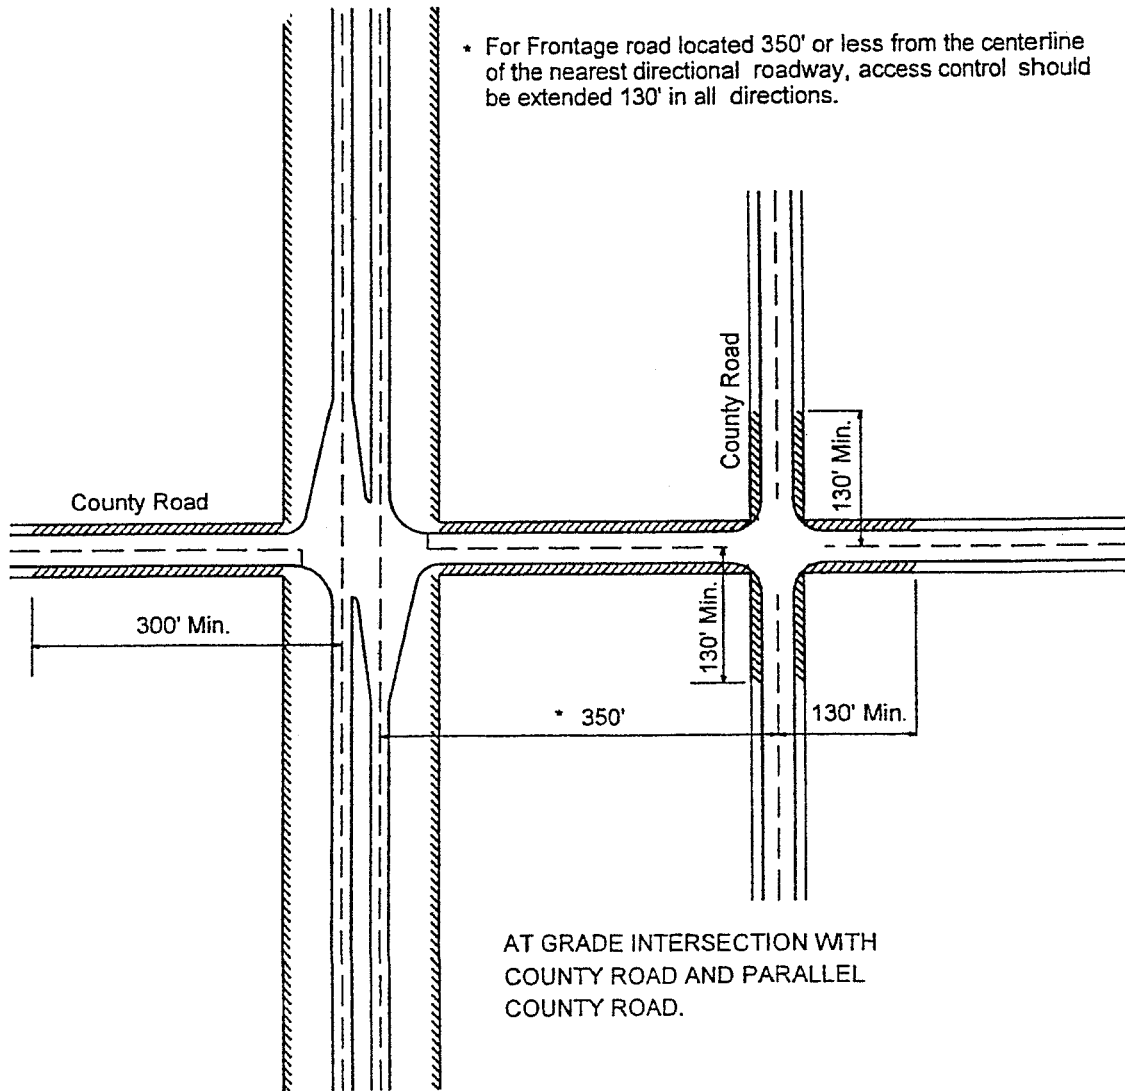 * For Frontage road located 350' or less from the centerline
of the nearest directional roadway, access control should
be extended 130' in all directions.
County Road
130' Min.
County Road
300' Min.
130' Min.
* 350'
130' Min.
AT GRADE INTERSECTION WITH
COUNTY ROAD AND PARALLEL
COUNTY ROAD.